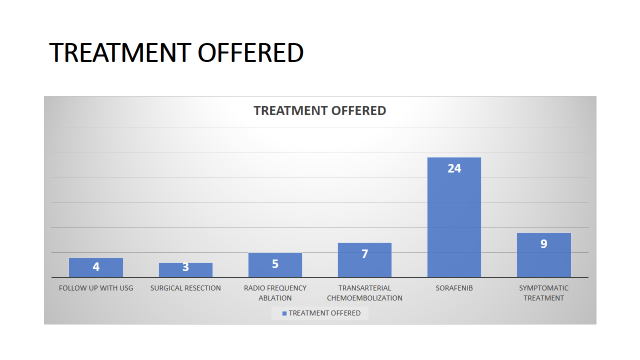 TREATMENT OFFERED
TREATMENT OFFERED
4
3
5
7
24
9
FOLLOW UP WITH USG
SURGICAL RESECTION
RADIO FREQUENCY
ABLATION
TRANSARTERIAL
CHEMOEMBOLIZATION
SORAFENIB
SYMPTOMATIC
TREATMENT
TREATMENT OFFERED